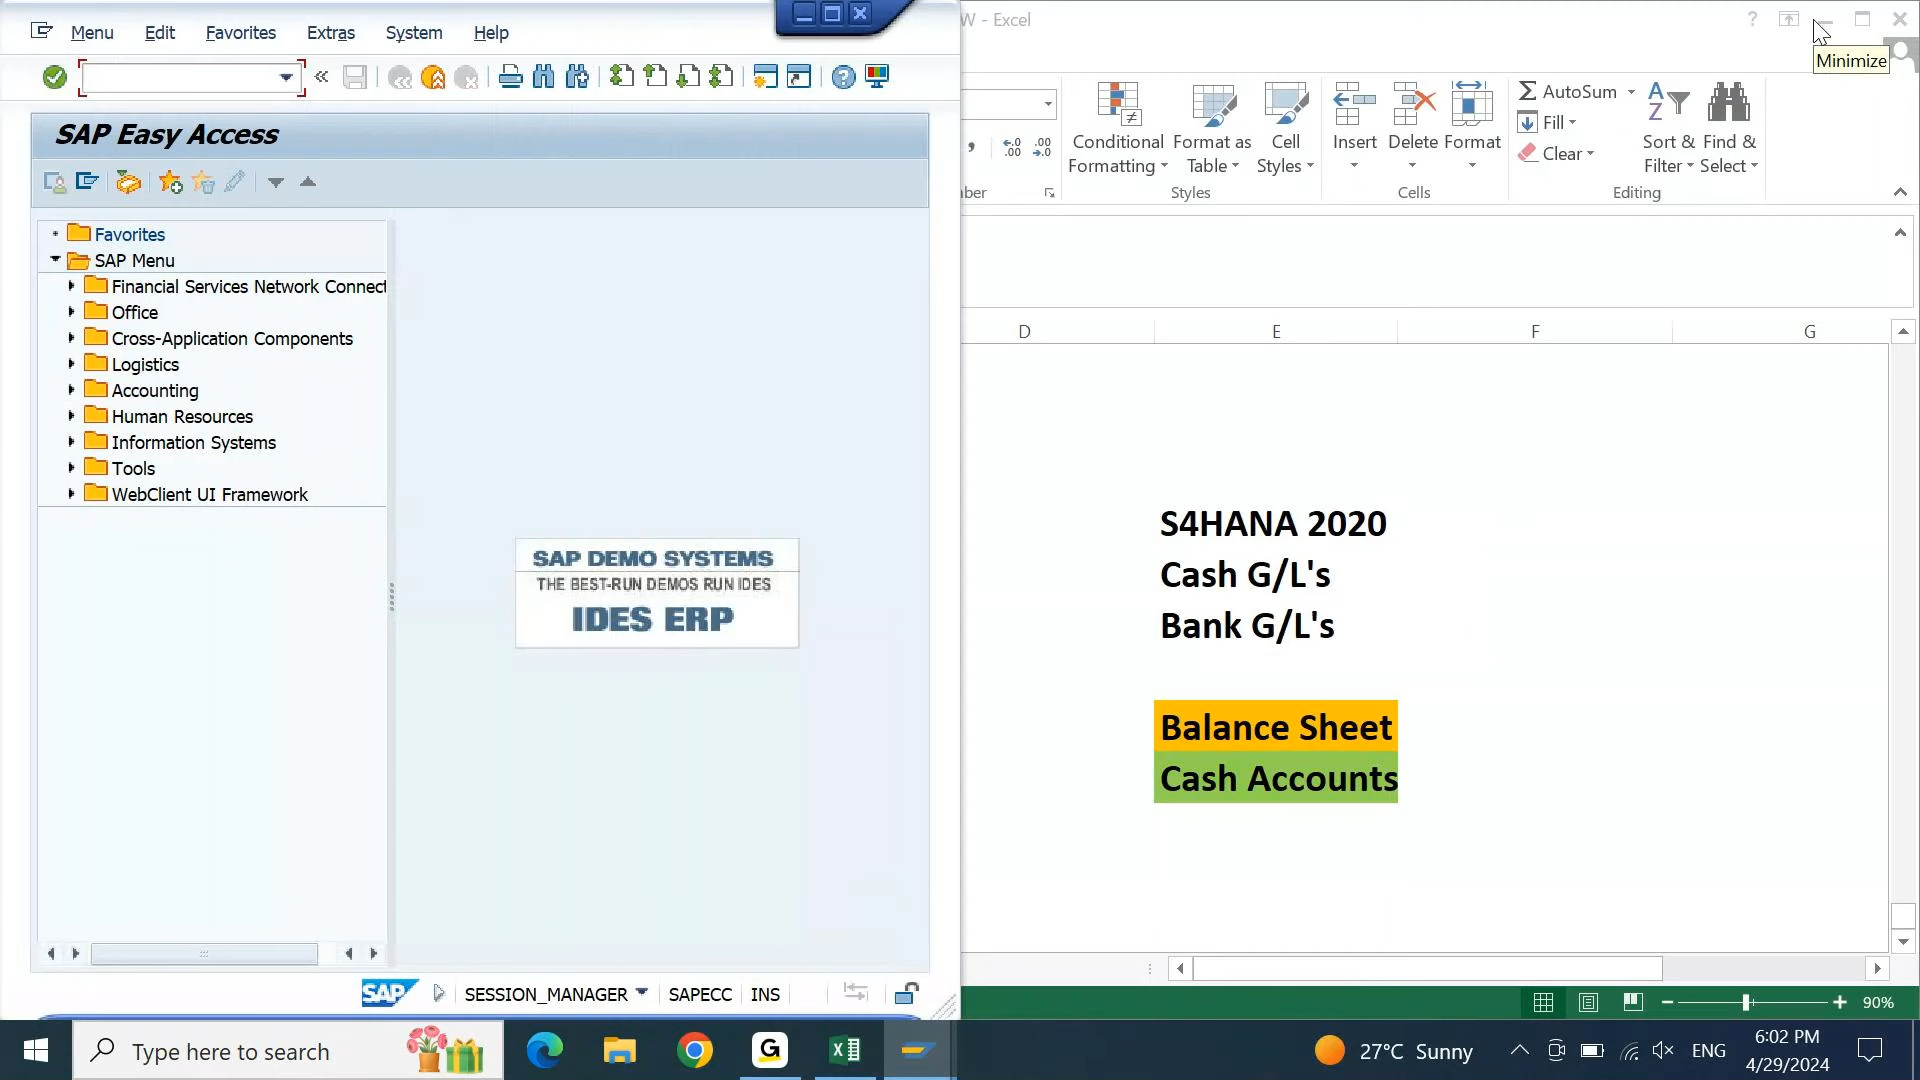 Menu Edit Favorites Extras System Help
SAP Easy Access
Favorites
SAP Menu
Financial Services Network Connect
Office
Cross-Application Components
Logistics
Accounting
Human Resources
Information Systems
Tools
WebClient UI Framework
SAP DEMO SYSTEMS
THE BEST-RUN DEMOS RUN IDES
IDES ERP
SAP SESSION_MANAGER SAPECC INS
W - Excel
?
Minimize
Conditional Formatting
Format as Table
Cell Styles
Insert
Delete
Format
AutoSum
Fill
Clear
Sort & Filter
Find & Select
ber
Styles
Cells
Editing
D E F G
S4HANA 2020
Cash G/L's
Bank G/L's
Balance Sheet
Cash Accounts
90%
Type here to search
27°C Sunny
ENG
6:02 PM
4/29/2024